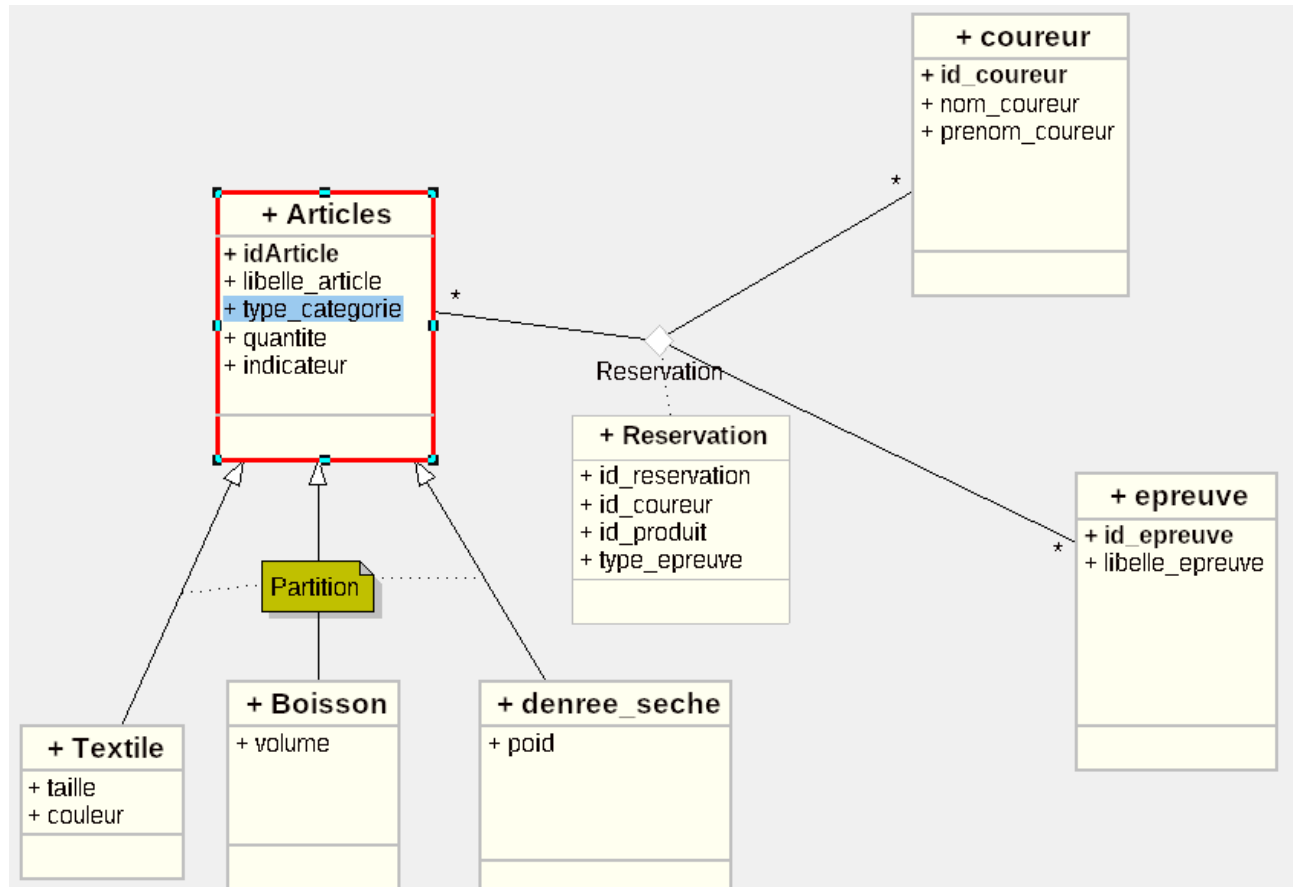 + coureur
+ id_coureur
+ nom_coureur
+ prenom_coureur
*
+ Articles
+ idArticle
+ libelle_article
+ type_categorie
+ quantite
+ indicateur
*
Reservation
+ Reservation
+ id_reservation
+ id_coureur
+ id_produit
+ type_epreuve
+ epreuve
+ id_epreuve
+ libelle_epreuve
*
Partition
+ Textile
+ taille
+ couleur
+ Boisson
+ volume
+ denree_seche
+ poid